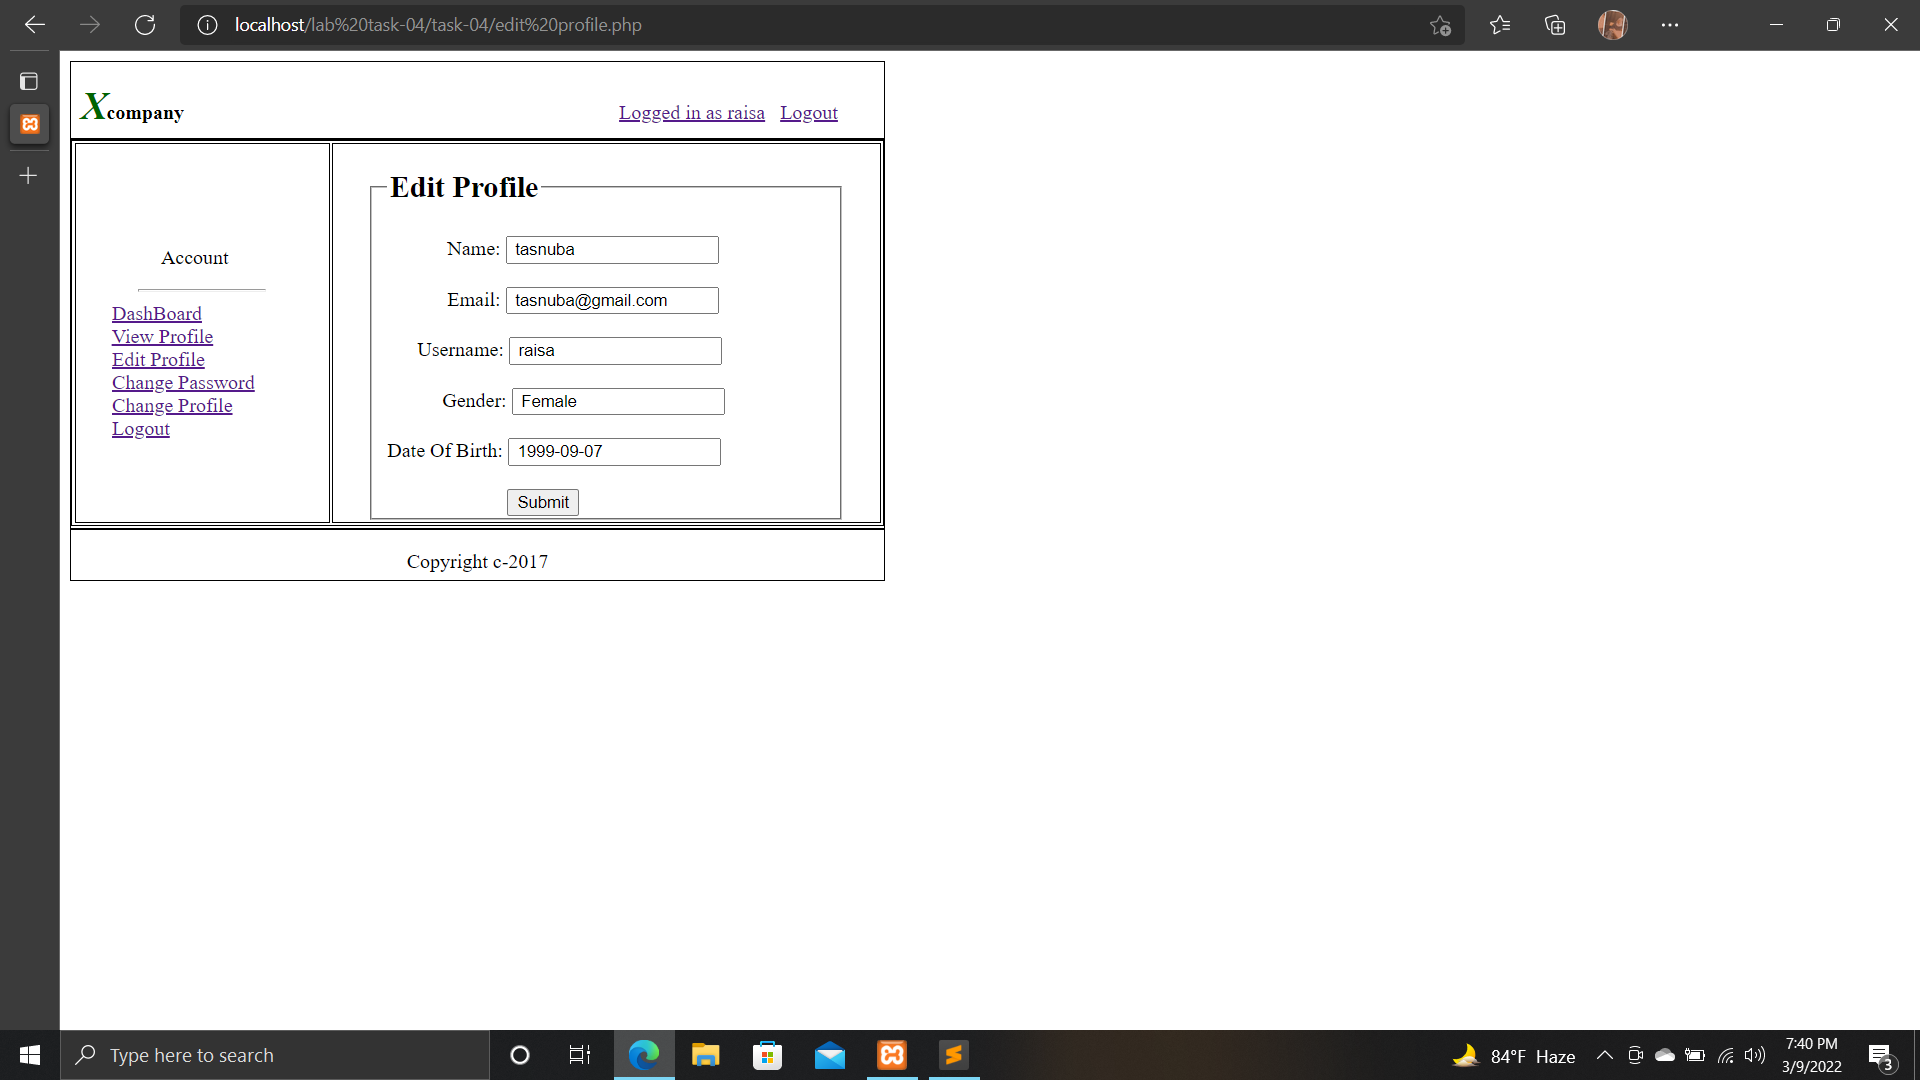 localhost/lab%20task-04/task-04/edit%20profile.php
Xcompany
Logged in as raisa Logout
Account
DashBoard
View Profile
Edit Profile
Change Password
Change Profile
Logout
Edit Profile
Name: tasnuba
Email: tasnuba@gmail.com
Username: raisa
Gender: Female
Date Of Birth: 1999-09-07
Submit
Copyright c-2017
Type here to search
84°F Haze
7:40 PM
3/9/2022
3